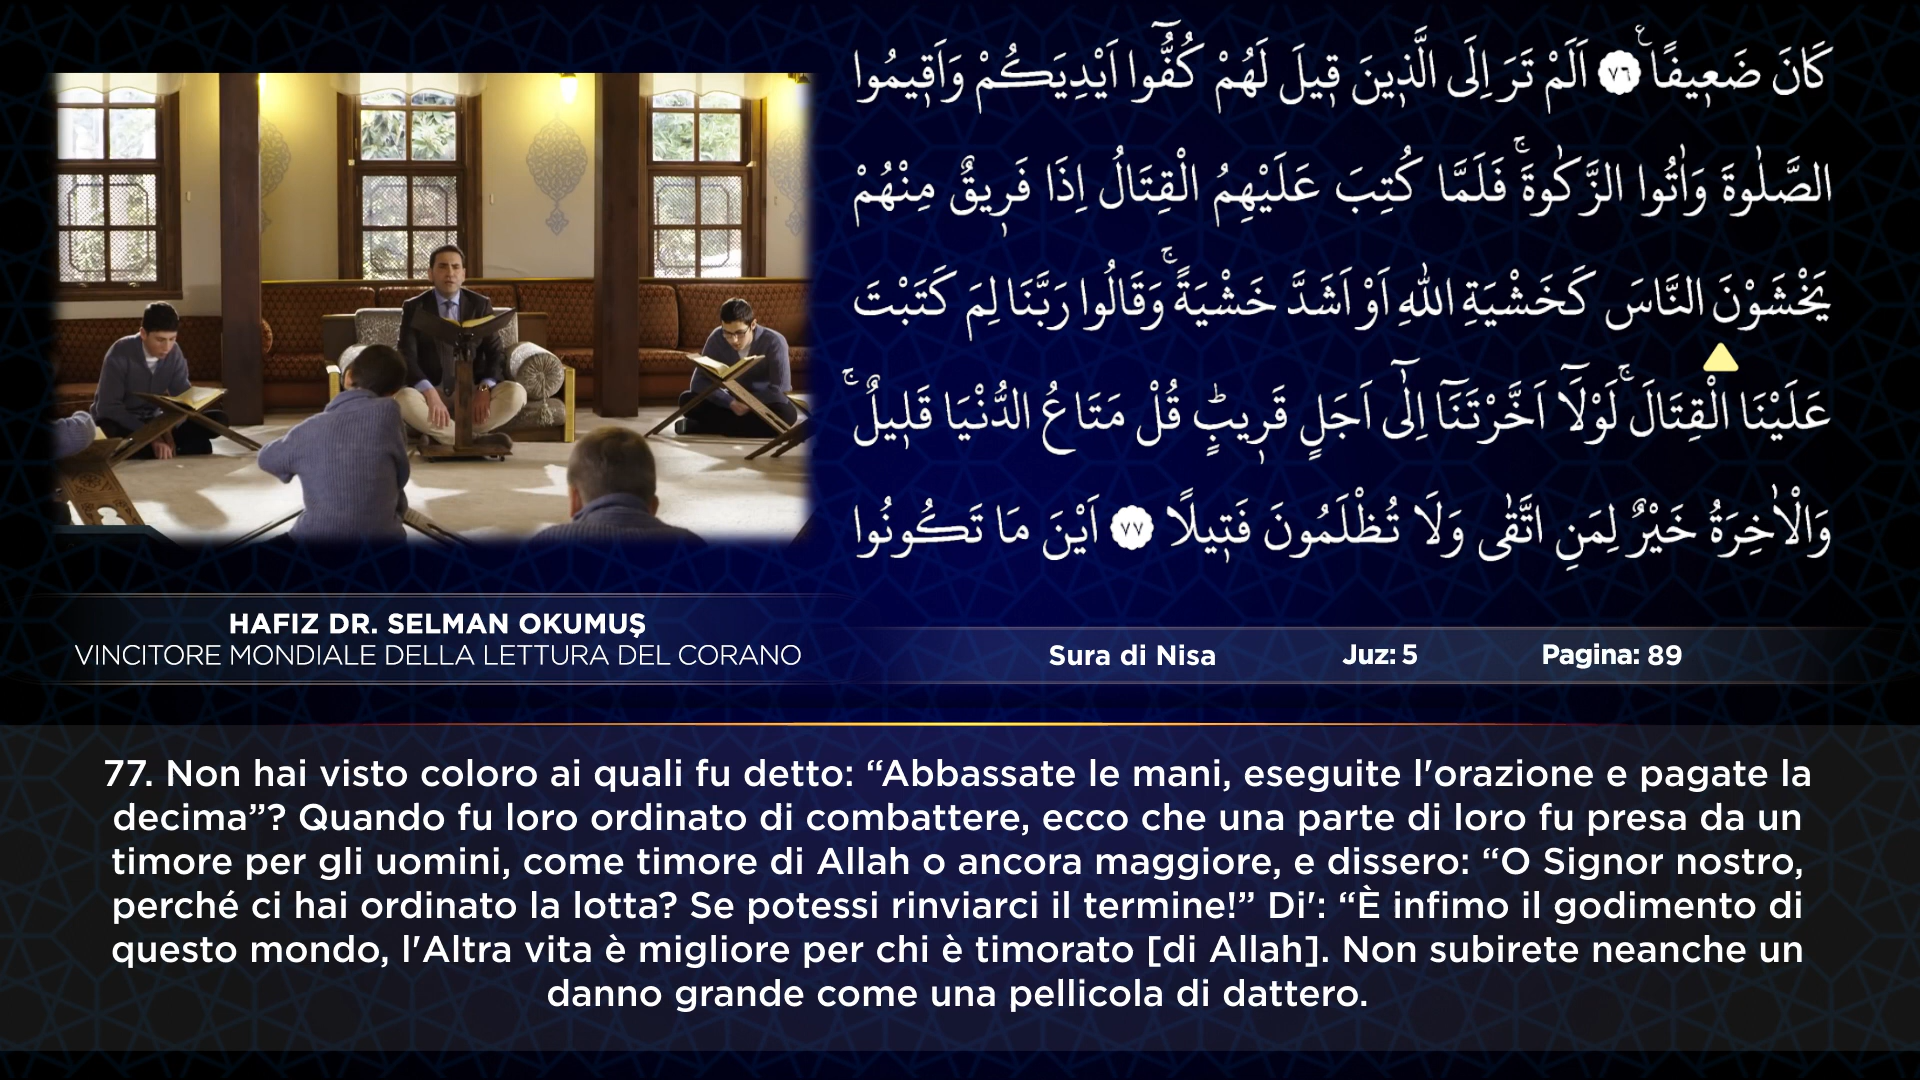 كَانَ ضَعٖيفًاࣖ ٧٦ اَلَمْ تَرَ اِلَى الَّذٖينَ قٖيلَ لَهُمْ كُفُّٓوا اَيْدِيَكُمْ وَاَقٖيمُوا
الصَّلٰوةَ وَاٰتُوا الزَّكٰوةَۚ فَلَمَّا كُتِبَ عَلَيْهِمُ الْقِتَالُ اِذَا فَرٖيقٌ مِنْهُمْ
يَخْشَوْنَ النَّاسَ كَخَشْيَةِ اللّٰهِ اَوْ اَشَدَّ خَشْيَةًۚ وَقَالُوا رَبَّنَا لِمَ كَتَبْتَ
عَلَيْنَا الْقِتَالَۚ لَوْلَٓا اَخَّرْتَنَٓا اِلٰٓى اَجَلٍ قَرٖيبٍؕ قُلْ مَتَاعُ الدُّنْيَا قَلٖيلٌۚ
وَالْاٰخِرَةُ خَيْرٌ لِمَنِ اتَّقٰى وَلَا تُظْلَمُونَ فَتٖيلًا ٧٧ اَيْنَ مَا تَكُونُوا
HAFIZ DR. SELMAN OKUMUŞ
VINCITORE MONDIALE DELLA LETTURA DEL CORANO
Sura di Nisa Juz: 5 Pagina: 89
77. Non hai visto coloro ai quali fu detto: “Abbassate le mani, eseguite l'orazione e pagate la
decima”? Quando fu loro ordinato di combattere, ecco che una parte di loro fu presa da un
timore per gli uomini, come timore di Allah o ancora maggiore, e dissero: “O Signor nostro,
perché ci hai ordinato la lotta? Se potessi rinviarci il termine!” Di': “È infimo il godimento di
questo mondo, l'Altra vita è migliore per chi è timorato [di Allah]. Non subirete neanche un
danno grande come una pellicola di dattero.